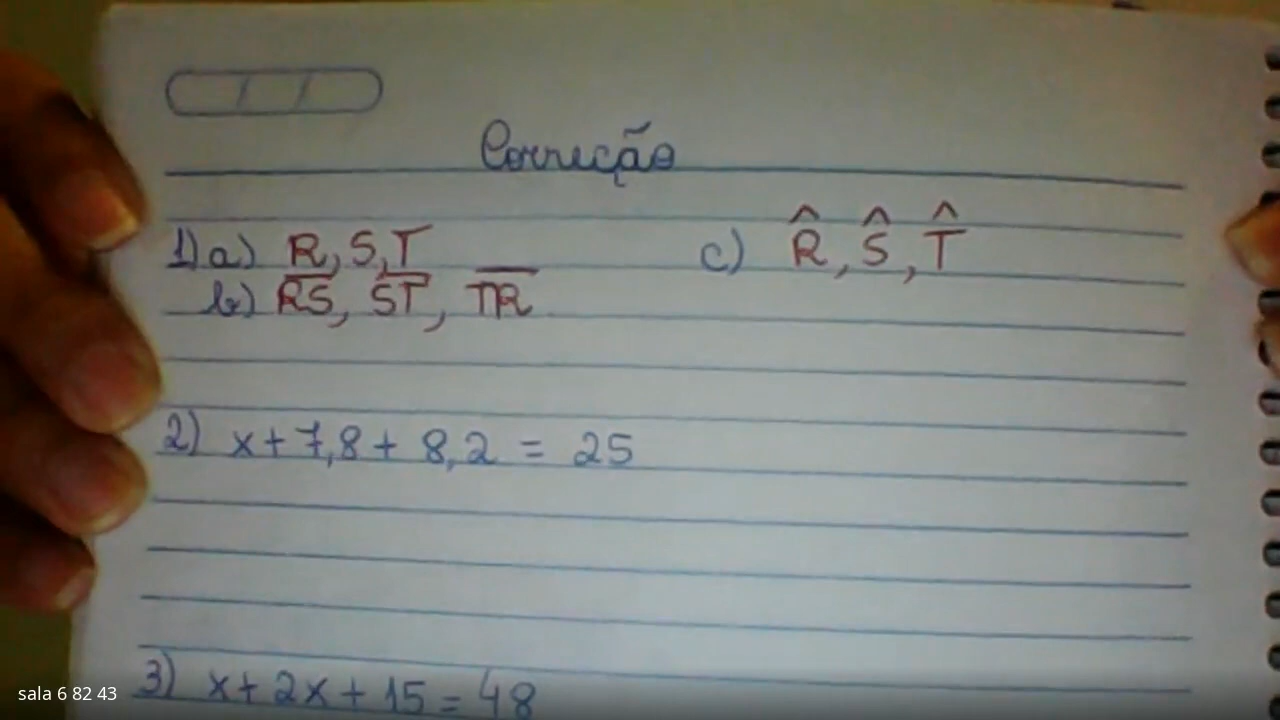 Correção
1) a) R, S, T
c) R̂, Ŝ, T̂
b) R̅S̅, S̅T̅, T̅R̅
2) x + 7,8 + 8,2 = 25
3) x + 2x + 15 = 48
sala 6 82 43